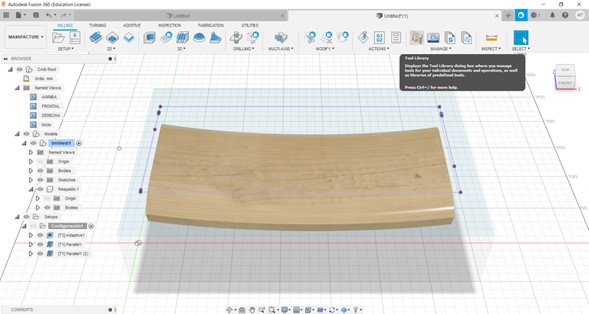 Autodesk Fusion 360 (Education License)
Untitled
Untitled*(1)
MILLING
TURNING
ADDITIVE
INSPECTION
FABRICATION
UTILITIES
MANUFACTURE
SETUP
2D
3D
DRILLING
MULTI-AXIS
MODIFY
ACTIONS
MANAGE
INSPECT
SELECT
Tool Library
Displays the Tool Library dialog box where you manage
tools for your individual documents and operations, as well
as libraries of predefined tools.
Press Ctrl+/ for more help.
BROWSER
CAM Root
Units: mm
Named Views
ARRIBA
FRONTAL
DERECHA
Inicio
Models
Untitled:1
Named Views
Origin
Bodies
Sketches
Respaldo:1
Origin
Bodies
Setups
Configuración1
[T1] Adaptive1
[T1] Parallel1
[T1] Parallel1 (2)
TOP
FRONT
X
COMMENTS